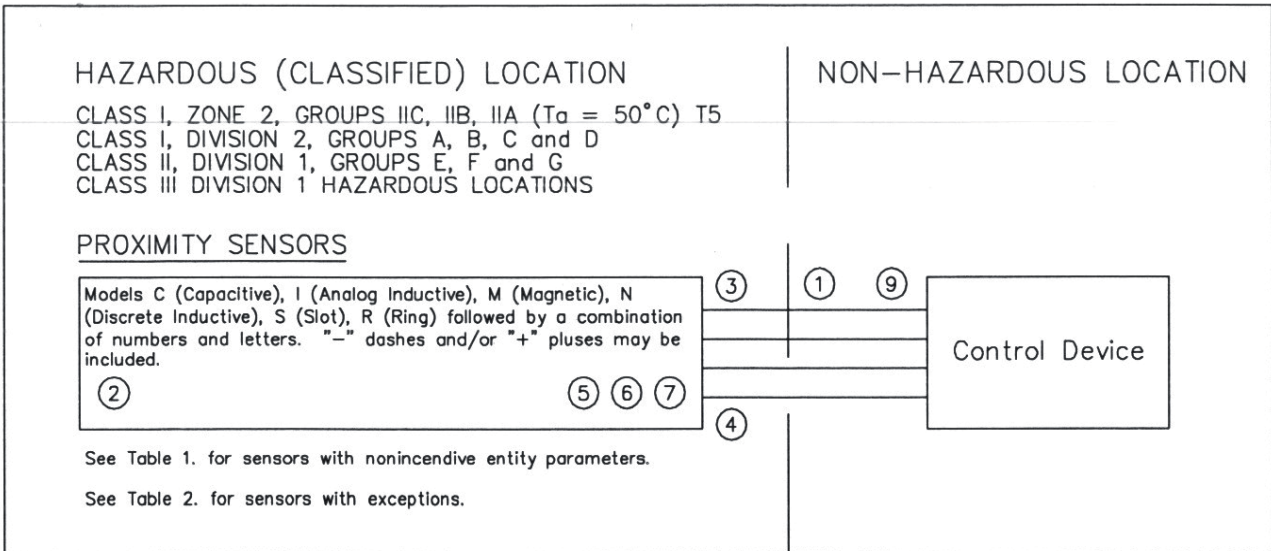 HAZARDOUS (CLASSIFIED) LOCATION
CLASS I, ZONE 2, GROUPS IIC, IIB, IIA (Ta = 50°C) T5
CLASS I, DIVISION 2, GROUPS A, B, C and D
CLASS II, DIVISION 1, GROUPS E, F and G
CLASS III DIVISION 1 HAZARDOUS LOCATIONS
NON-HAZARDOUS LOCATION
PROXIMITY SENSORS
Models C (Capacitive), I (Analog Inductive), M (Magnetic), N
(Discrete Inductive), S (Slot), R (Ring) followed by a combination
of numbers and letters. "-" dashes and/or "+" pluses may be
included.
2
5 6 7
3
4
1
9
Control Device
See Table 1. for sensors with nonincendive entity parameters.
See Table 2. for sensors with exceptions.